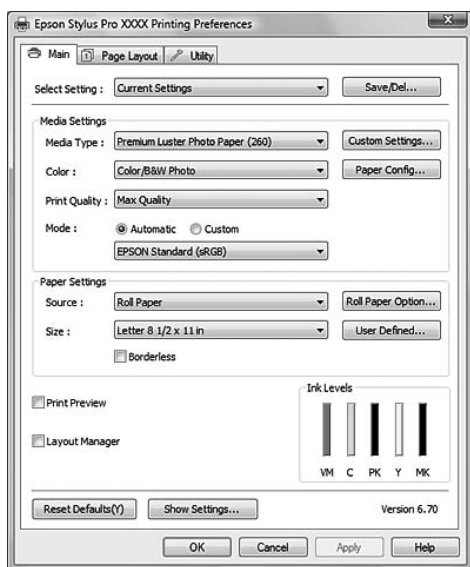 Epson Stylus Pro XXXX Printing Preferences
Main Page Layout Utility
Select Setting : Current Settings Save/Del...
Media Settings
Media Type : Premium Luster Photo Paper (260) Custom Settings...
Color : Color/B&W Photo Paper Config...
Print Quality : Max Quality
Mode : Automatic Custom
EPSON Standard (sRGB)
Paper Settings
Source : Roll Paper Roll Paper Option...
Size : Letter 8 1/2 x 11 in User Defined...
Borderless
Print Preview
Layout Manager
Ink Levels
VM C PK Y MK
Reset Defaults(Y) Show Settings... Version 6.70
OK Cancel Apply Help